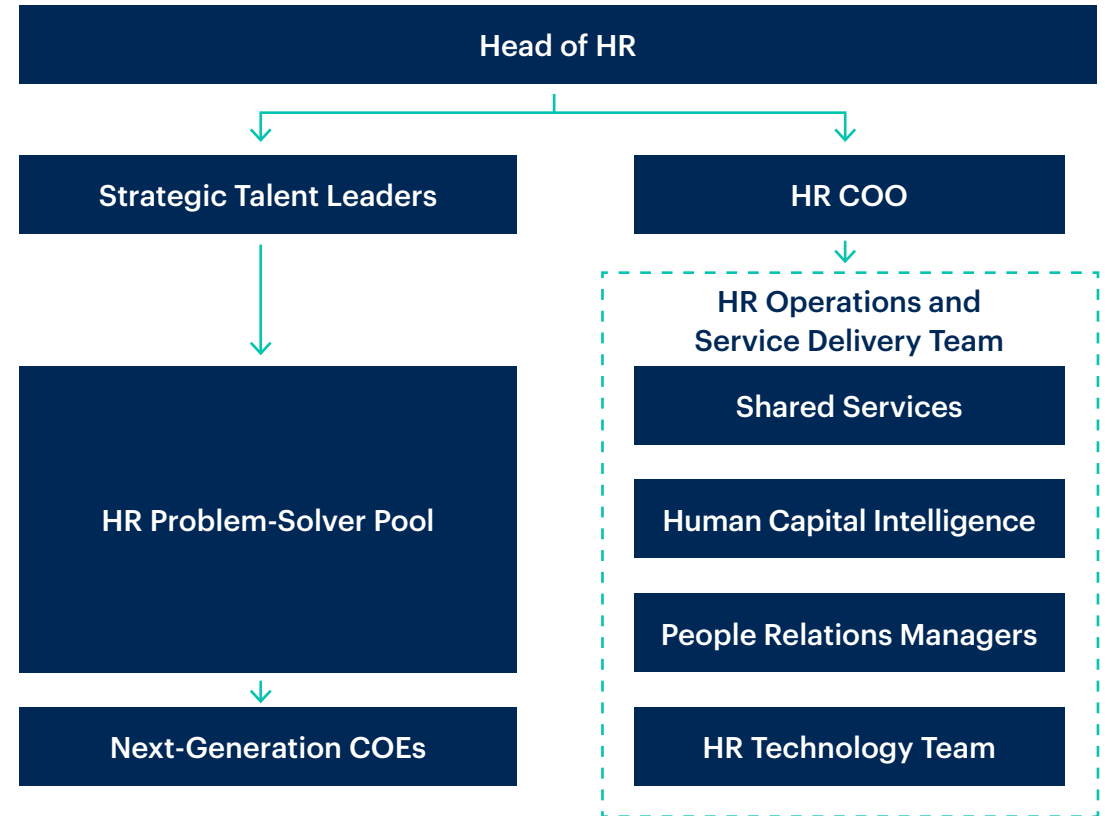 Head of HR
Strategic Talent Leaders
HR COO
HR Operations and
Service Delivery Team
Shared Services
HR Problem-Solver Pool
Human Capital Intelligence
People Relations Managers
Next-Generation COEs
HR Technology Team